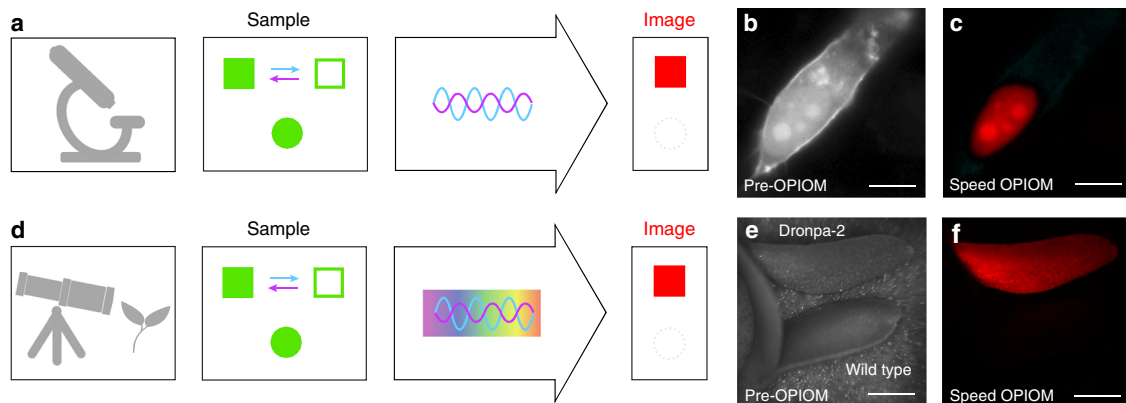 a
Sample
Image
b
Pre-OPIOM
c
Speed OPIOM
d
Sample
Image
e
Dronpa-2
Wild type
Pre-OPIOM
f
Speed OPIOM